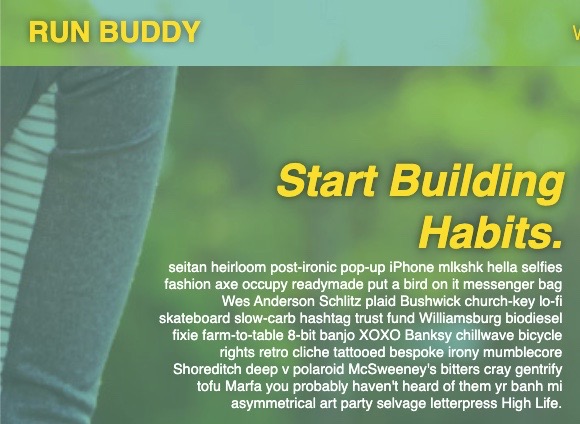 RUN BUDDY
Start Building
Habits.
seitan heirloom post-ironic pop-up iPhone mlkshk hella selfies
fashion axe occupy readymade put a bird on it messenger bag
Wes Anderson Schlitz plaid Bushwick church-key lo-fi
skateboard slow-carb hashtag trust fund Williamsburg biodiesel
fixie farm-to-table 8-bit banjo XOXO Banksy chillwave bicycle
rights retro cliche tattooed bespoke irony mumblecore
Shoreditch deep v polaroid McSweeney's bitters cray gentrify
tofu Marfa you probably haven't heard of them yr banh mi
asymmetrical art party selvage letterpress High Life.